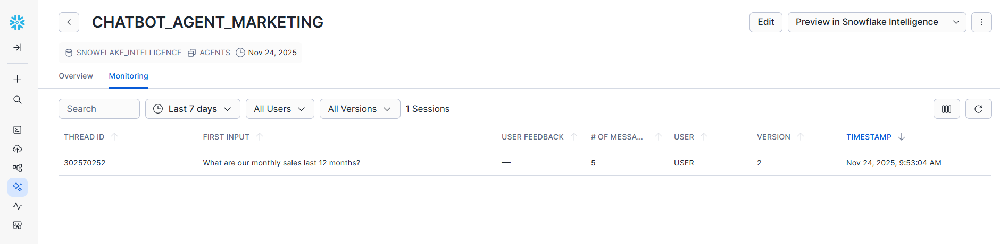 CHATBOT_AGENT_MARKETING
Edit
Preview in Snowflake Intelligence
SNOWFLAKE_INTELLIGENCE AGENTS Nov 24, 2025
Overview Monitoring
Search Last 7 days All Users All Versions 1 Sessions
THREAD ID FIRST INPUT USER FEEDBACK # OF MESSA... USER VERSION TIMESTAMP
302570252 What are our monthly sales last 12 months? — 5 USER 2 Nov 24, 2025, 9:53:04 AM